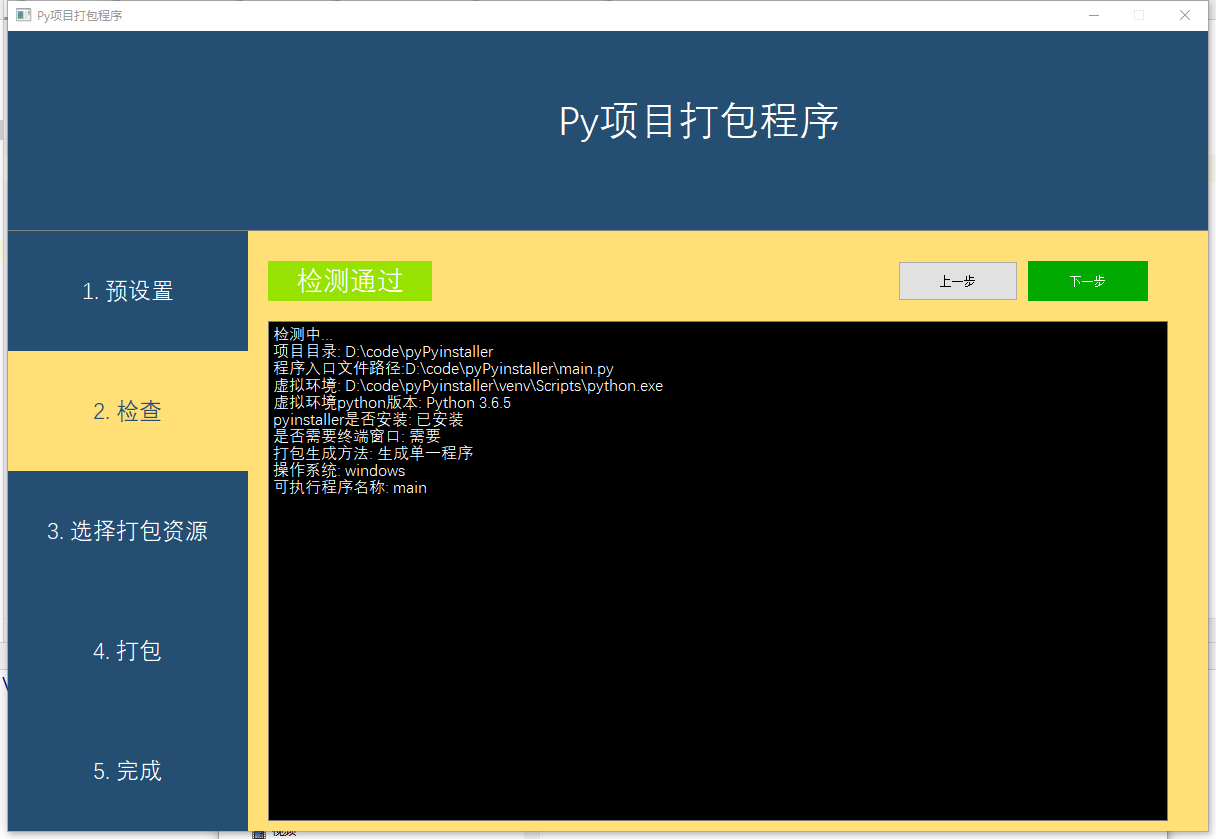 Py项目打包程序
Py项目打包程序
1. 预设置
2. 检查
3. 选择打包资源
4. 打包
5. 完成
检测通过
上一步
下一步
检测中...
项目目录: D:\code\pyPyinstaller
程序入口文件路径:D:\code\pyPyinstaller\main.py
虚拟环境: D:\code\pyPyinstaller\venv\Scripts\python.exe
虚拟环境python版本: Python 3.6.5
pyinstaller是否安装: 已安装
是否需要终端窗口: 需要
打包生成方法: 生成单一程序
操作系统: windows
可执行程序名称: main
视频